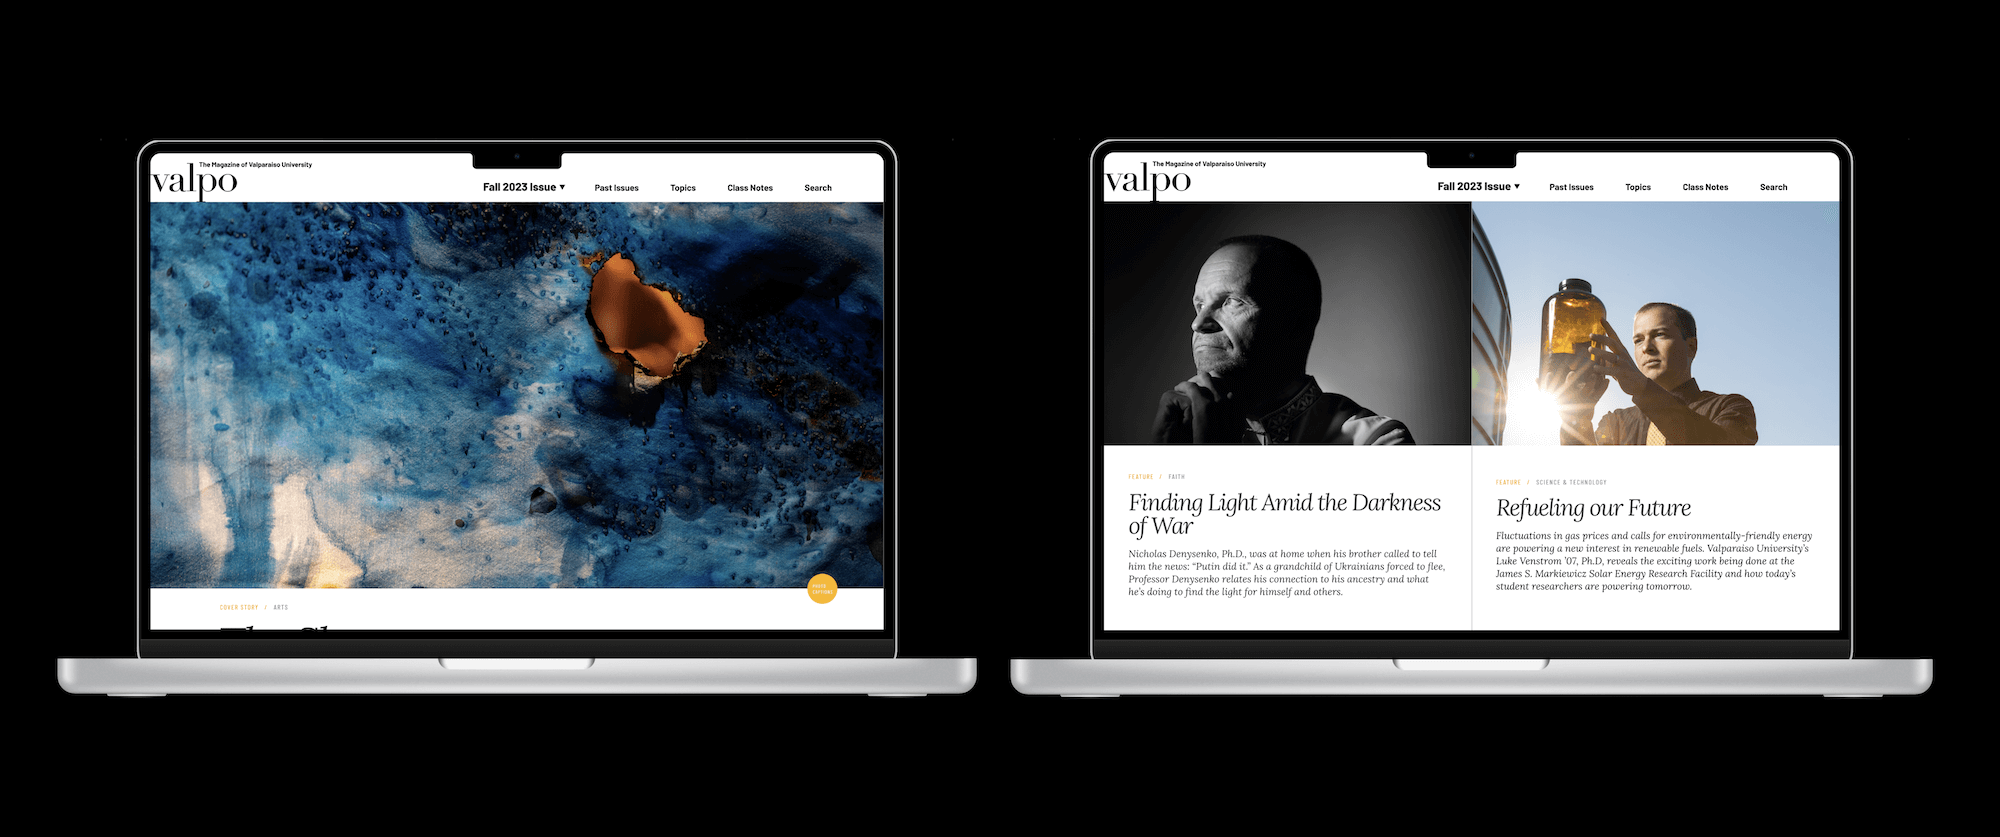 The Magazine of Valparaiso University
valpo
Fall 2023 Issue ▼
Past Issues
Topics
Class Notes
Search
PHOTO
CAPTIONS
COVER STORY / ARTS
The Magazine of Valparaiso University
valpo
Fall 2023 Issue ▼
Past Issues
Topics
Class Notes
Search
FEATURE / FAITH
Finding Light Amid the Darkness
of War
Nicholas Denysenko, Ph.D., was at home when his brother called to tell
him the news: “Putin did it.” As a grandchild of Ukrainians forced to flee,
Professor Denysenko relates his connection to his ancestry and what
he’s doing to find the light for himself and others.
FEATURE / SCIENCE & TECHNOLOGY
Refueling our Future
Fluctuations in gas prices and calls for environmentally-friendly energy
are powering a new interest in renewable fuels. Valparaiso University’s
Luke Venstrom ’07, Ph.D, reveals the exciting work being done at the
James S. Markiewicz Solar Energy Research Facility and how today’s
student researchers are powering tomorrow.